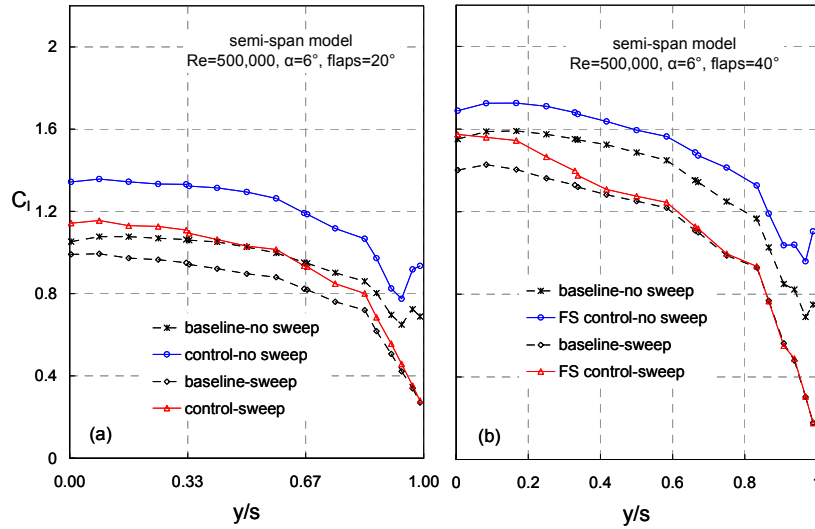 semi-span model
Re=500,000, α=6°, flaps=20°
2
1.6
1.2
Cl
0.8
0.4
0
baseline-no sweep
control-no sweep
baseline-sweep
control-sweep
(a)
0.00
0.33
0.67
1.00
y/s
semi-span model
Re=500,000, α=6°, flaps=40°
baseline-no sweep
FS control-no sweep
baseline-sweep
FS control-sweep
(b)
0
0.2
0.4
0.6
0.8
1
y/s